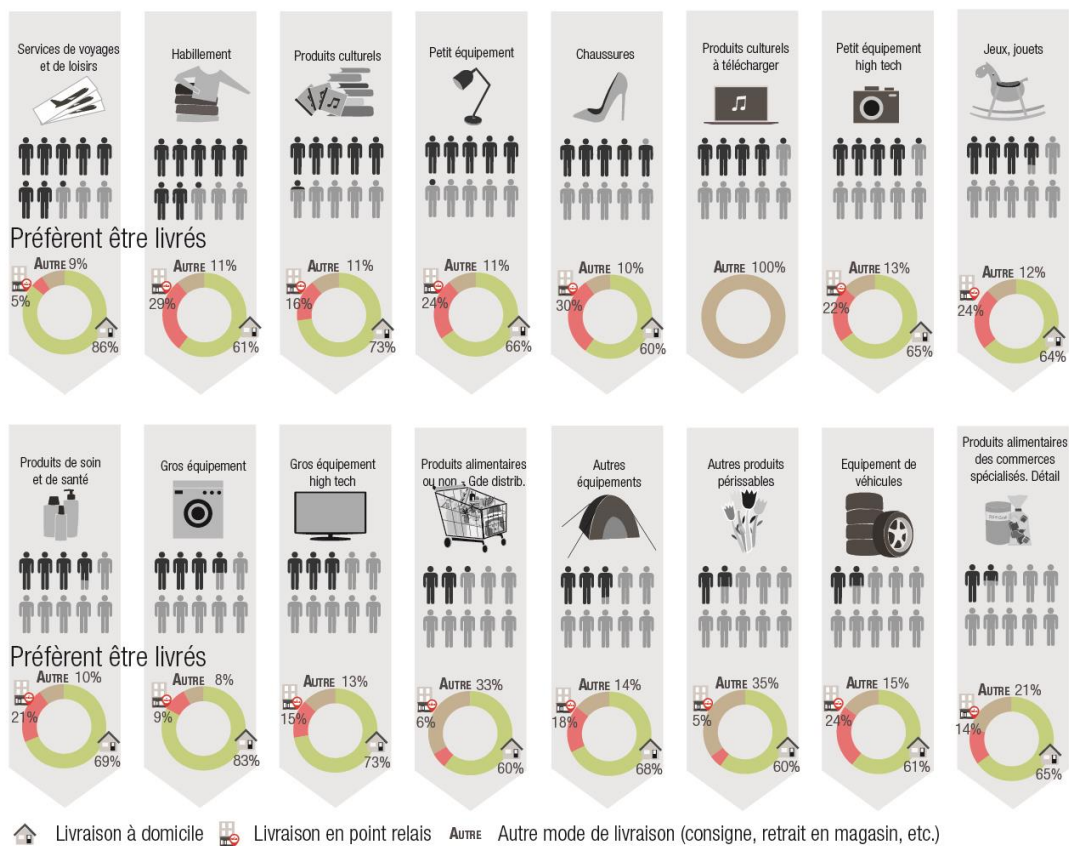 Services de voyages
et de loisirs
Habillement
Produits culturels
Petit équipement
Chaussures
Produits culturels
à télécharger
Petit équipement
high tech
Jeux, jouets
Préfèrent être livrés
AUTRE 9%
5%
86%
AUTRE 11%
29%
61%
AUTRE 11%
16%
73%
AUTRE 11%
24%
66%
AUTRE 10%
30%
60%
AUTRE 100%
AUTRE 13%
22%
65%
AUTRE 12%
24%
64%
Produits de soin
et de santé
Gros équipement
Gros équipement
high tech
Produits alimentaires
ou non - Gde distrib.
Autres
équipements
Autres produits
périssables
Equipement de
véhicules
Produits alimentaires
des commerces
spécialisés. Détail
Préfèrent être livrés
AUTRE 10%
21%
69%
AUTRE 8%
9%
83%
AUTRE 13%
15%
73%
AUTRE 33%
6%
60%
AUTRE 14%
18%
68%
AUTRE 35%
5%
60%
AUTRE 15%
24%
61%
AUTRE 21%
14%
65%
Livraison à domicile
Livraison en point relais
AUTRE Autre mode de livraison (consigne, retrait en magasin, etc.)